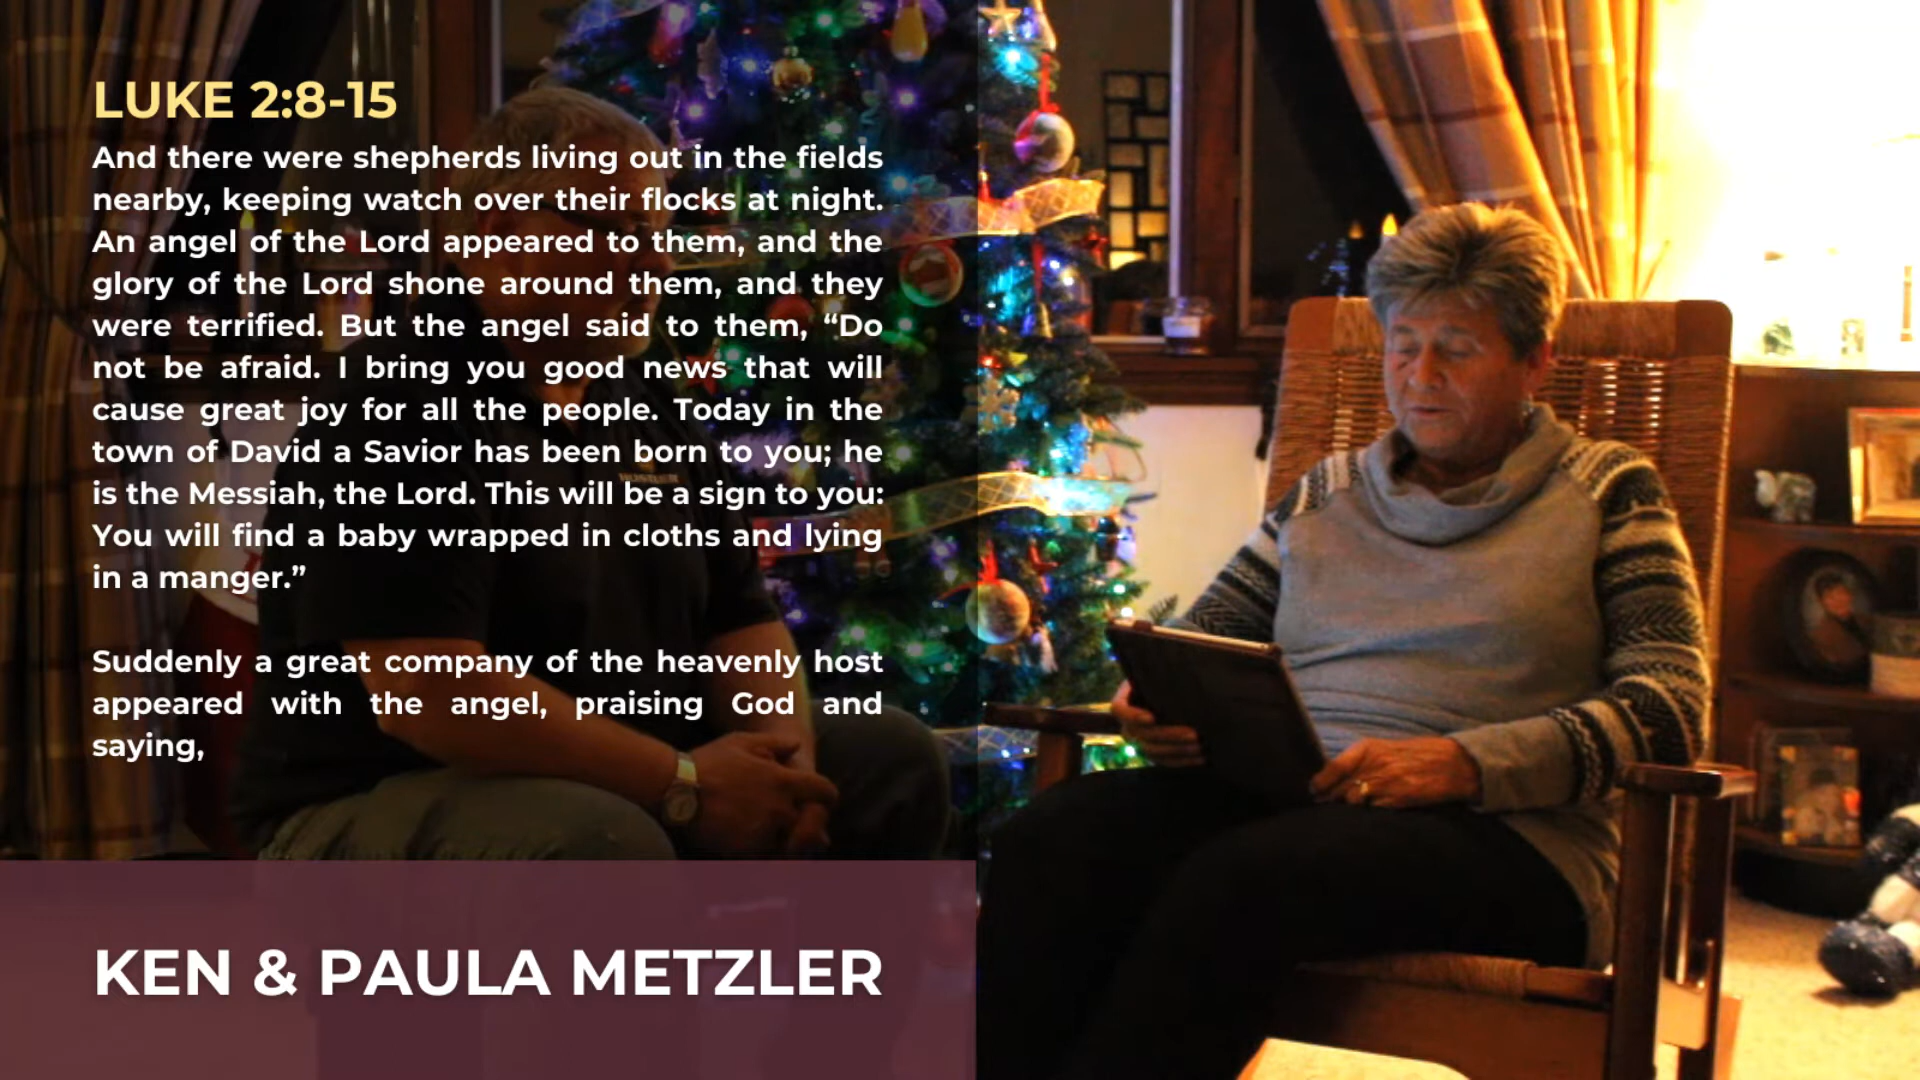 LUKE 2:8-15
And there were shepherds living out in the fields
nearby, keeping watch over their flocks at night.
An angel of the Lord appeared to them, and the
glory of the Lord shone around them, and they
were terrified. But the angel said to them, “Do
not be afraid. I bring you good news that will
cause great joy for all the people. Today in the
town of David a Savior has been born to you; he
is the Messiah, the Lord. This will be a sign to you:
You will find a baby wrapped in cloths and lying
in a manger.”
Suddenly a great company of the heavenly host
appeared with the angel, praising God and
saying,
KEN & PAULA METZLER